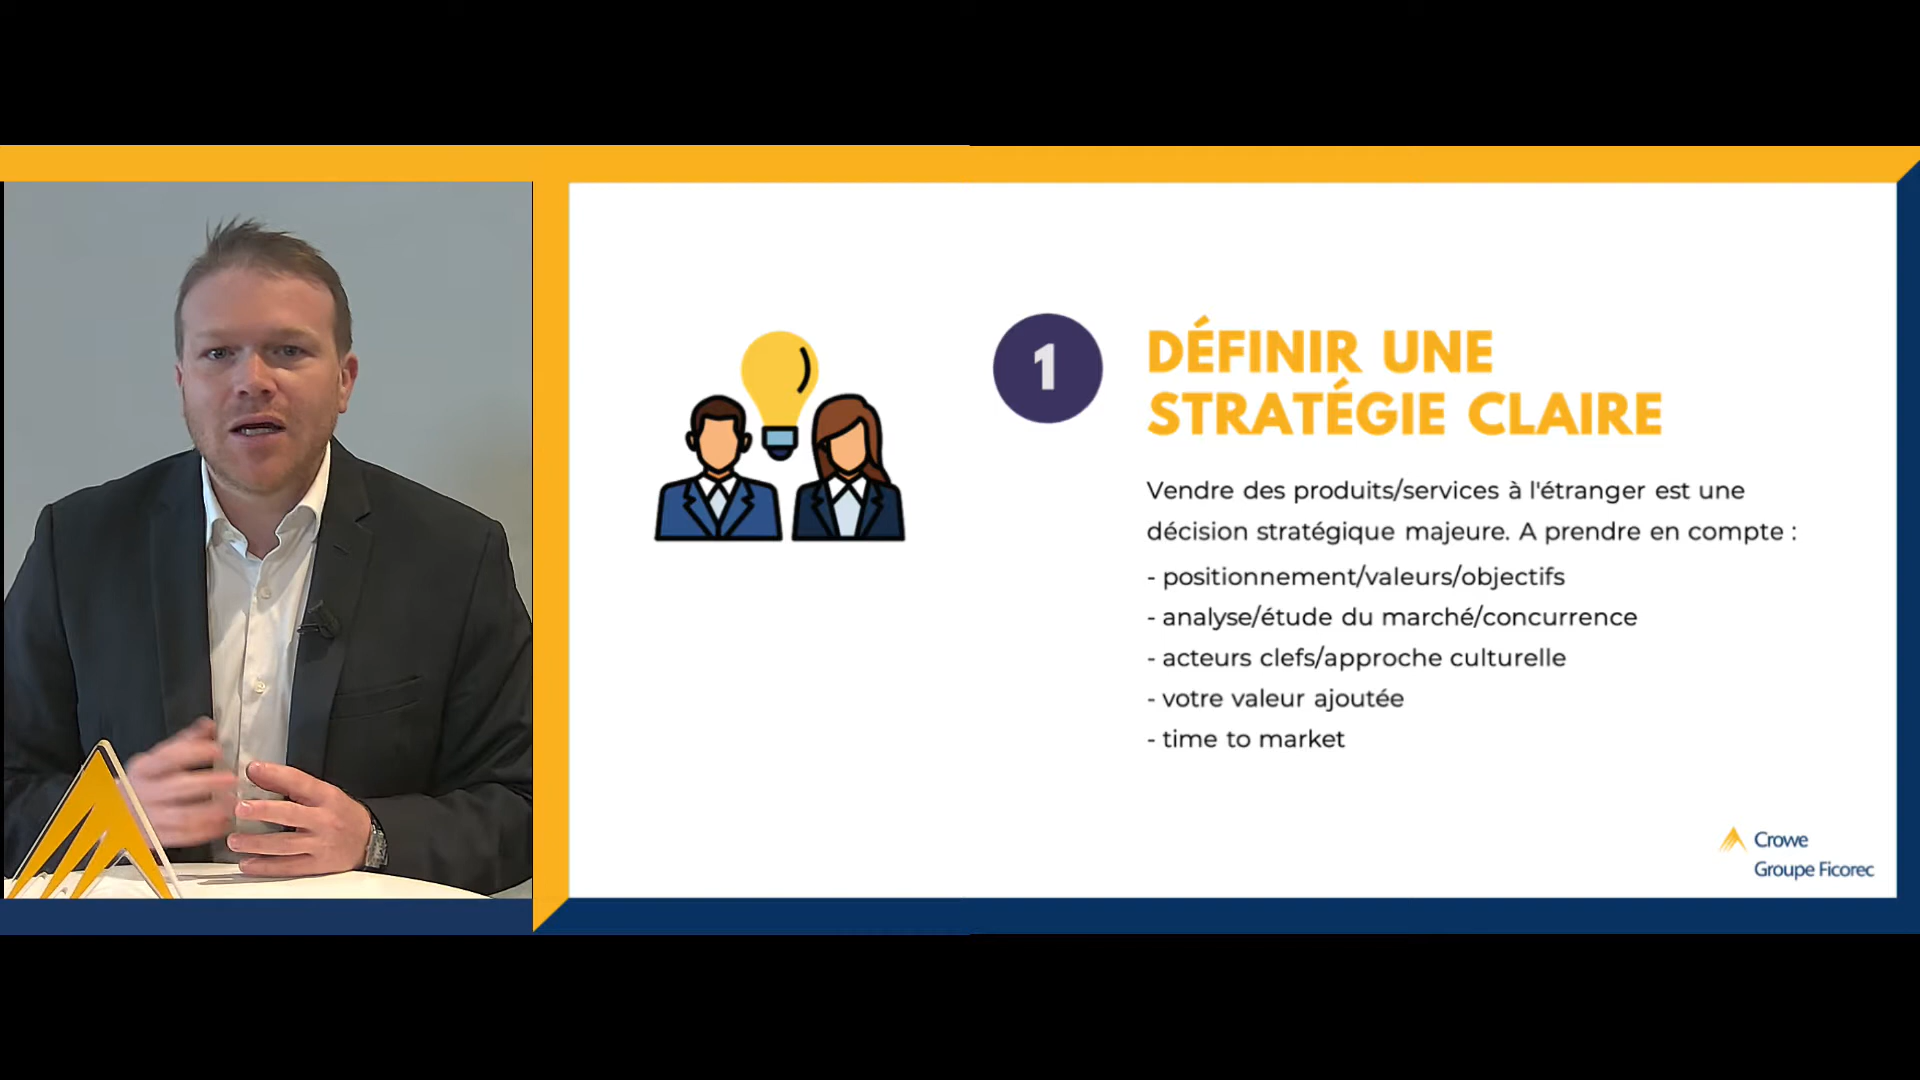 1
DÉFINIR UNE
STRATÉGIE CLAIRE
Vendre des produits/services à l'étranger est une
décision stratégique majeure. A prendre en compte :
- positionnement/valeurs/objectifs
- analyse/étude du marché/concurrence
- acteurs clefs/approche culturelle
- votre valeur ajoutée
- time to market
Crowe
Groupe Ficorec